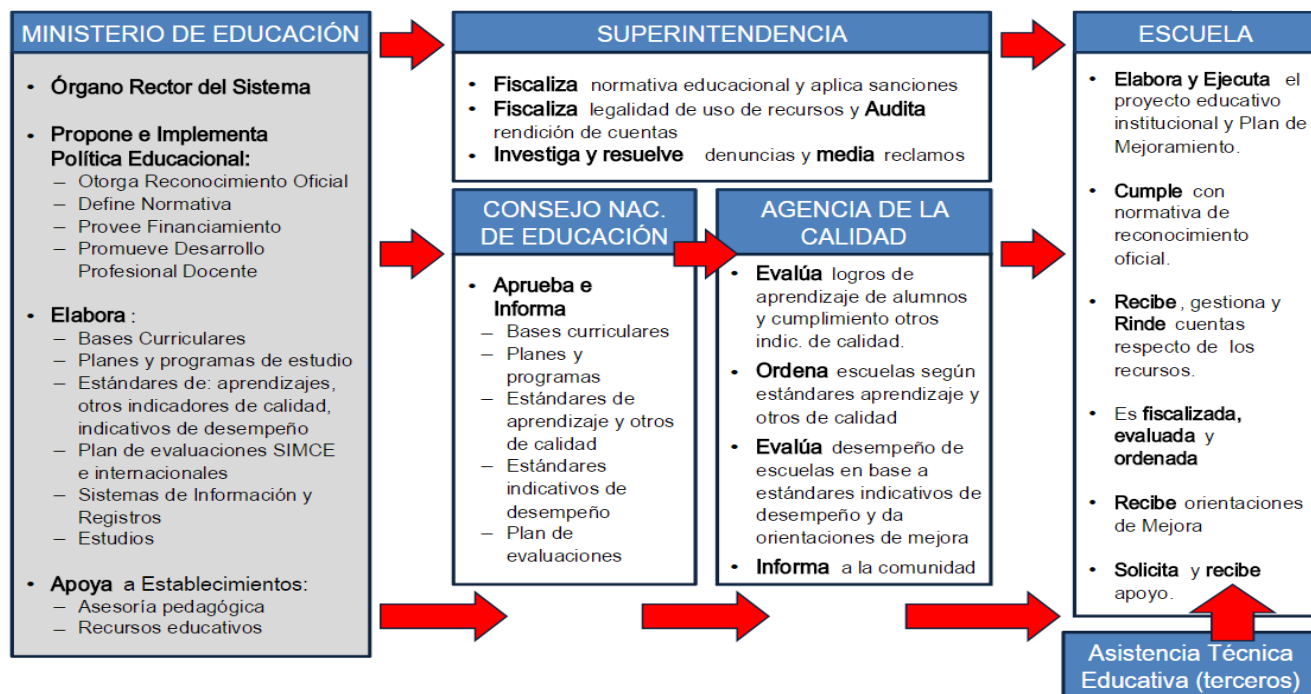 MINISTERIO DE EDUCACIÓN
• Órgano Rector del Sistema
• Propone e Implementa
Política Educacional:
– Otorga Reconocimiento Oficial
– Define Normativa
– Provee Financiamiento
– Promueve Desarrollo
Profesional Docente
• Elabora :
– Bases Curriculares
– Planes y programas de estudio
– Estándares de: aprendizajes,
otros indicadores de calidad,
indicativos de desempeño
– Plan de evaluaciones SIMCE
e internacionales
– Sistemas de Información y
Registros
– Estudios
• Apoya a Establecimientos:
– Asesoría pedagógica
– Recursos educativos
SUPERINTENDENCIA
• Fiscaliza normativa educacional y aplica sanciones
• Fiscaliza legalidad de uso de recursos y Audita
rendición de cuentas
• Investiga y resuelve denuncias y media reclamos
CONSEJO NAC.
DE EDUCACIÓN
• Aprueba e
Informa
– Bases curriculares
– Planes y
programas
– Estándares de
aprendizaje y otros
de calidad
– Estándares
indicativos de
desempeño
– Plan de
evaluaciones
AGENCIA DE LA
CALIDAD
• Evalúa logros de
aprendizaje de alumnos
y cumplimiento otros
indic. de calidad.
• Ordena escuelas según
estándares aprendizaje y
otros de calidad
• Evalúa desempeño de
escuelas en base a
estándares indicativos de
desempeño y da
orientaciones de mejora
• Informa a la comunidad
ESCUELA
• Elabora y Ejecuta el
proyecto educativo
institucional y Plan de
Mejoramiento.
• Cumple con
normativa de
reconocimiento
oficial.
• Recibe, gestiona y
Rinde cuentas
respecto de los
recursos.
• Es fiscalizada,
evaluada y
ordenada
• Recibe orientaciones
de Mejora
• Solicita y recibe
apoyo.
Asistencia Técnica
Educativa (terceros)